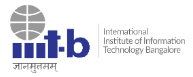 iiit-b
ज्ञानमुत्तमम्
International
Institute of Information
Technology Bangalore